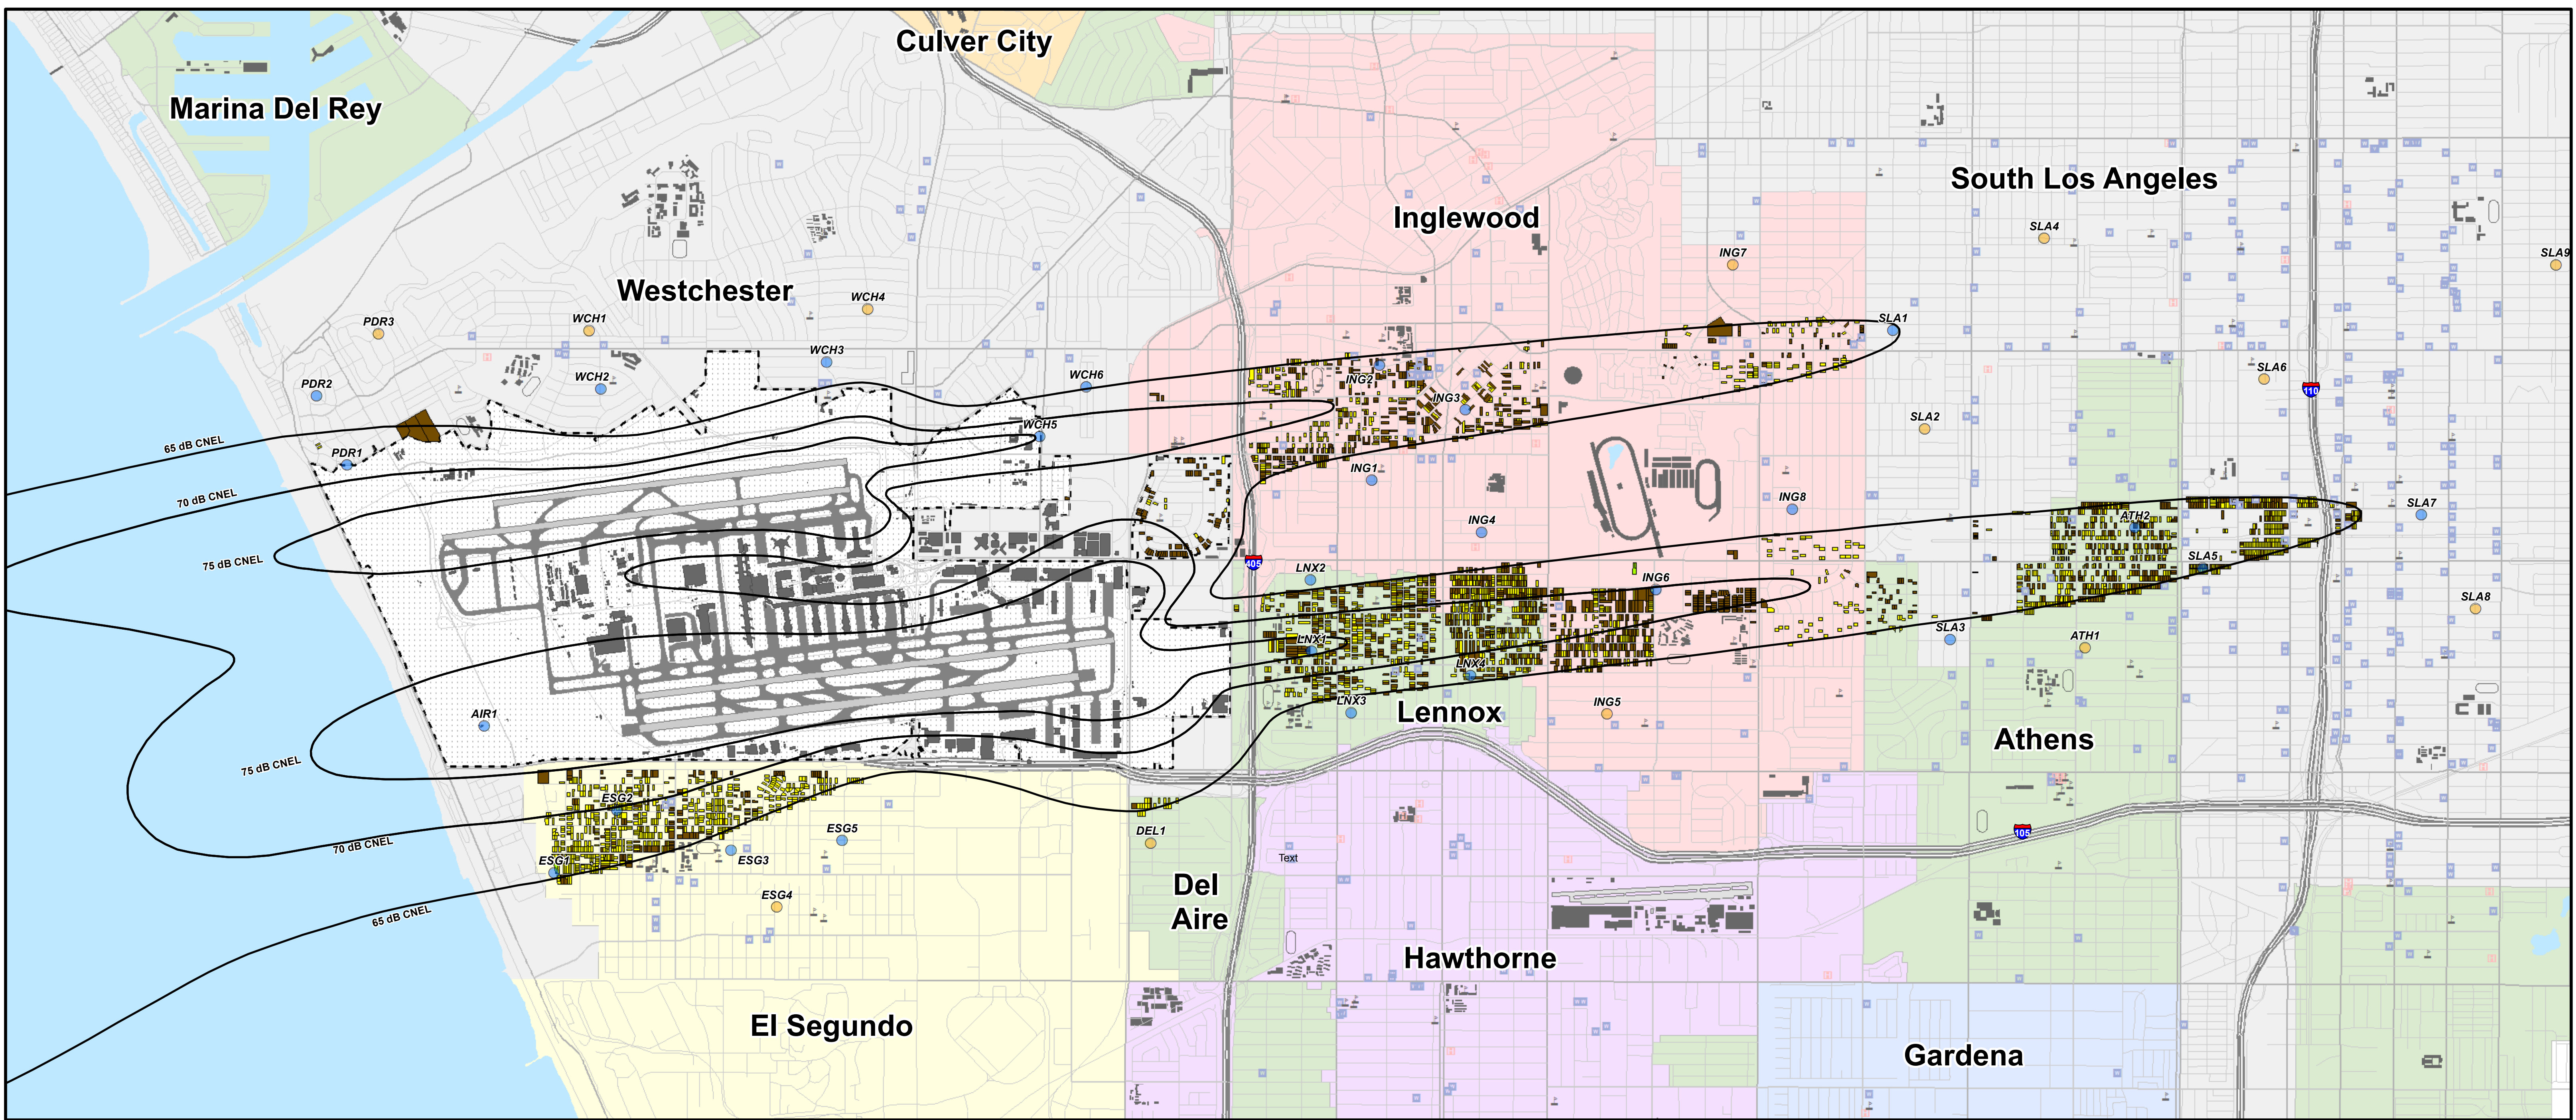 Culver City
Marina Del Rey
South Los Angeles
Inglewood
SLA4
ING7
SLA9
Westchester
WCH4
PDR3
WCH1
SLA1
WCH3
SLA6
WCH6
WCH2
PDR2
ING2
110
ING3
SLA2
WCH5
65 dB CNEL
PDR1
ING1
70 dB CNEL
ING8
SLA7
ATH2
ING4
75 dB CNEL
405
SLA5
LNX2
ING6
SLA8
SLA3
LNX1
ATH1
LNX4
LNX3
ING5
Lennox
AIR1
Athens
75 dB CNEL
ESG2
ESG5
DEL1
105
70 dB CNEL
ESG1
ESG3
Text
Del
Aire
ESG4
65 dB CNEL
Hawthorne
El Segundo
Gardena